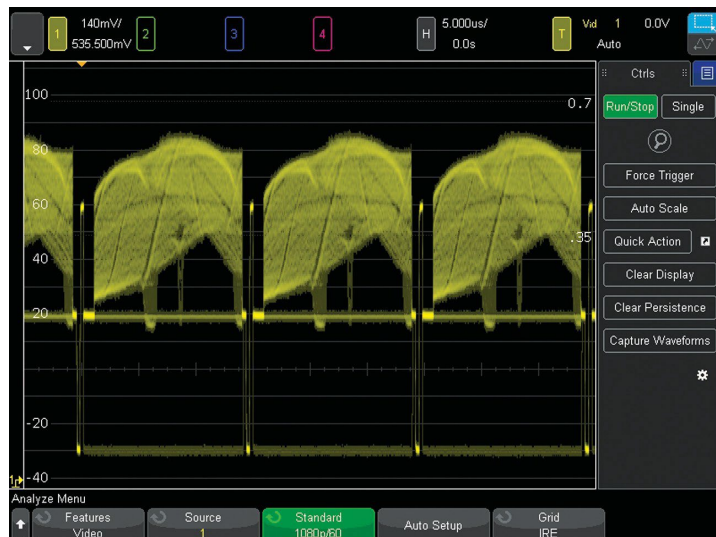 1
140mV/
535.500mV
2
3
4
H
5.000us/
0.0s
T
Vid 1 0.0V
Auto
Ctrls
Run/Stop
Single
Force Trigger
Auto Scale
Quick Action
Clear Display
Clear Persistence
Capture Waveforms
100
0.7
80
60
.35
40
20
-20
-40
Analyze Menu
Features
Video
Source
1
Standard
1080p/60
Auto Setup
Grid
IRE